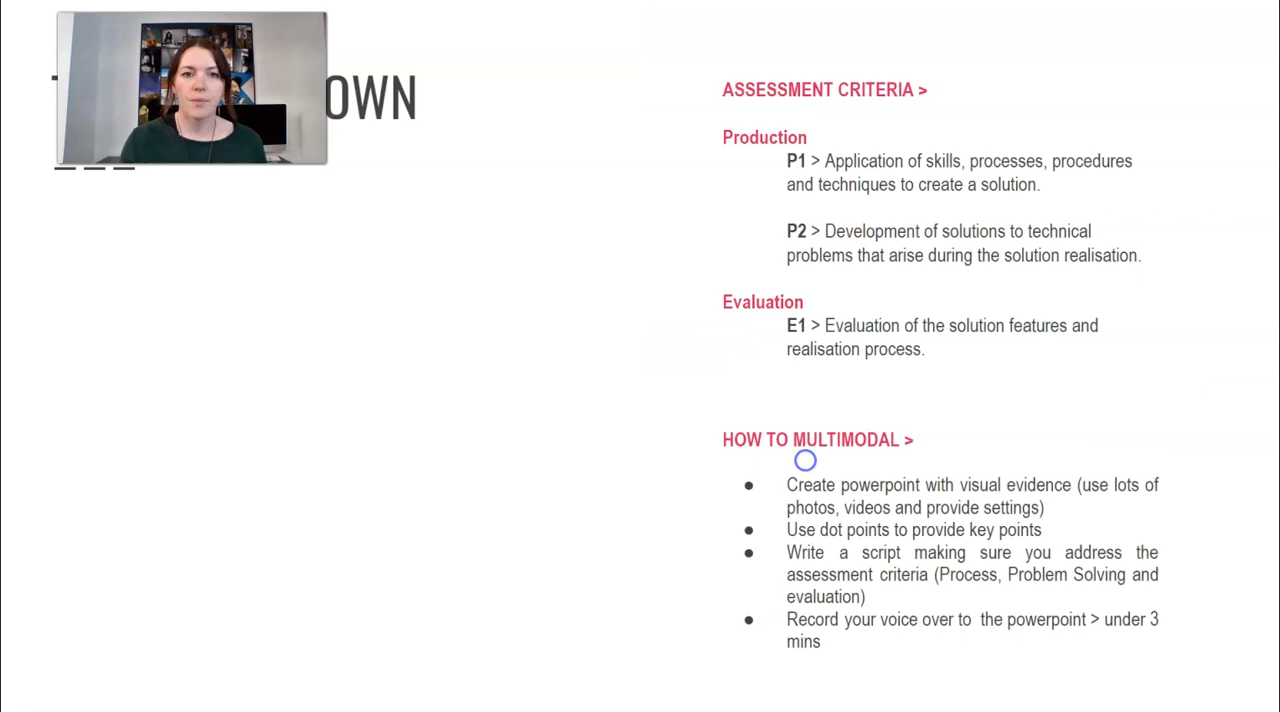 OWN
ASSESSMENT CRITERIA >
Production
P1 > Application of skills, processes, procedures
and techniques to create a solution.
P2 > Development of solutions to technical
problems that arise during the solution realisation.
Evaluation
E1 > Evaluation of the solution features and
realisation process.
HOW TO MULTIMODAL >
● Create powerpoint with visual evidence (use lots of
photos, videos and provide settings)
● Use dot points to provide key points
● Write a script making sure you address the
assessment criteria (Process, Problem Solving and
evaluation)
● Record your voice over to the powerpoint > under 3
mins